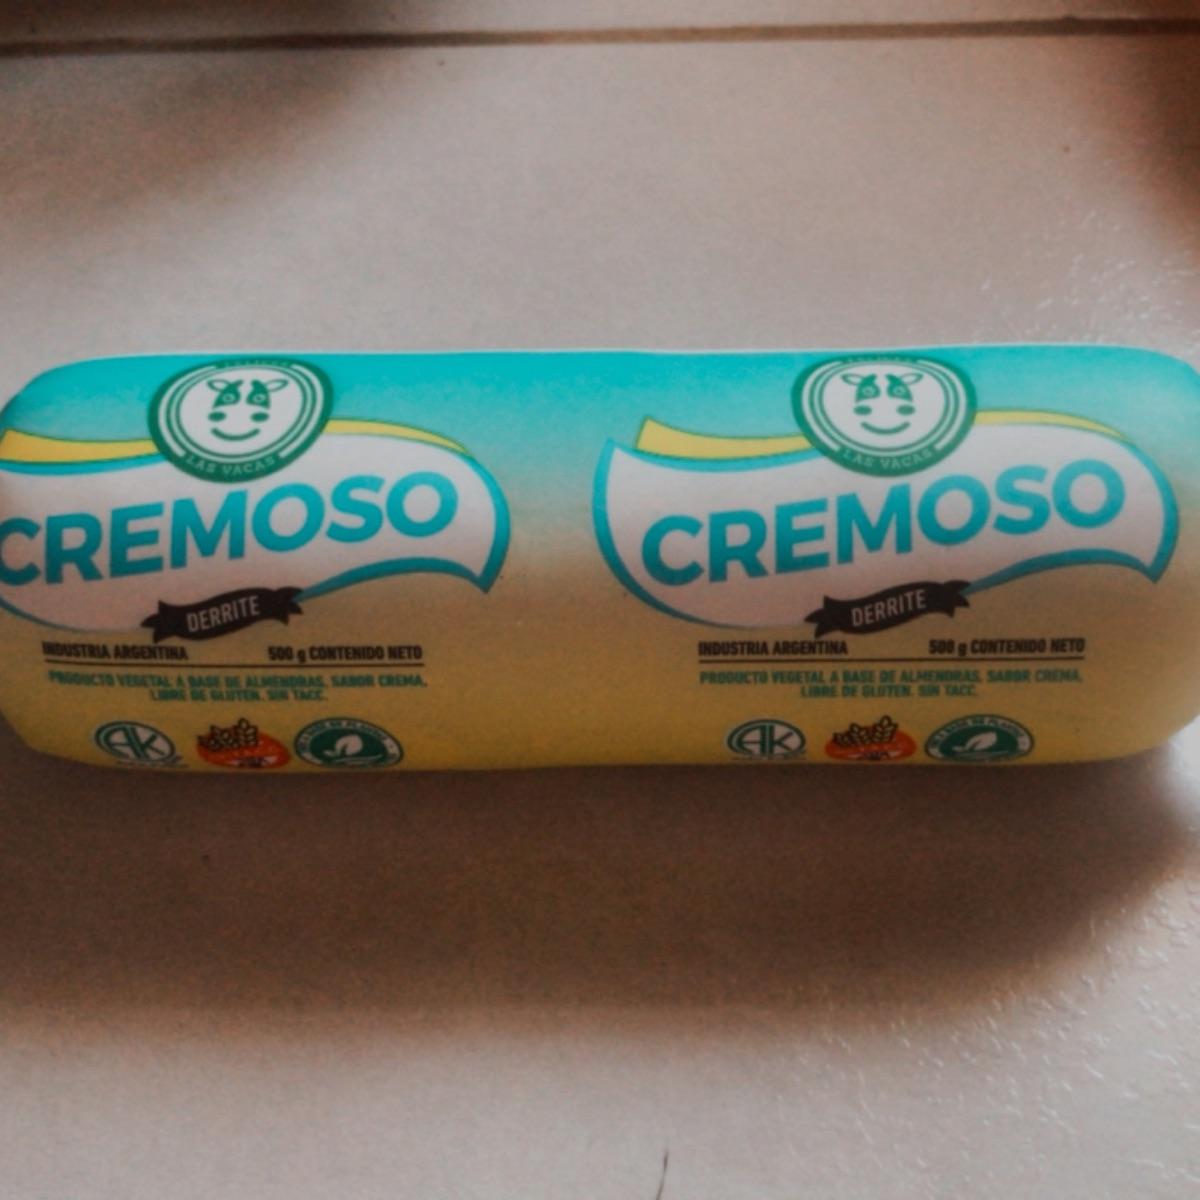 LAS VACAS
CREMOSO
DERRITE
INDUSTRIA ARGENTINA 500 g CONTENIDO NETO
PRODUCTO VEGETAL A BASE DE ALMENDRAS, SABOR CREMA,
LIBRE DE GLUTEN. SIN TACC.
LAS VACAS
CREMOSO
DERRITE
INDUSTRIA ARGENTINA 500 g CONTENIDO NETO
PRODUCTO VEGETAL A BASE DE ALMENDRAS, SABOR CREMA,
LIBRE DE GLUTEN. SIN TACC.